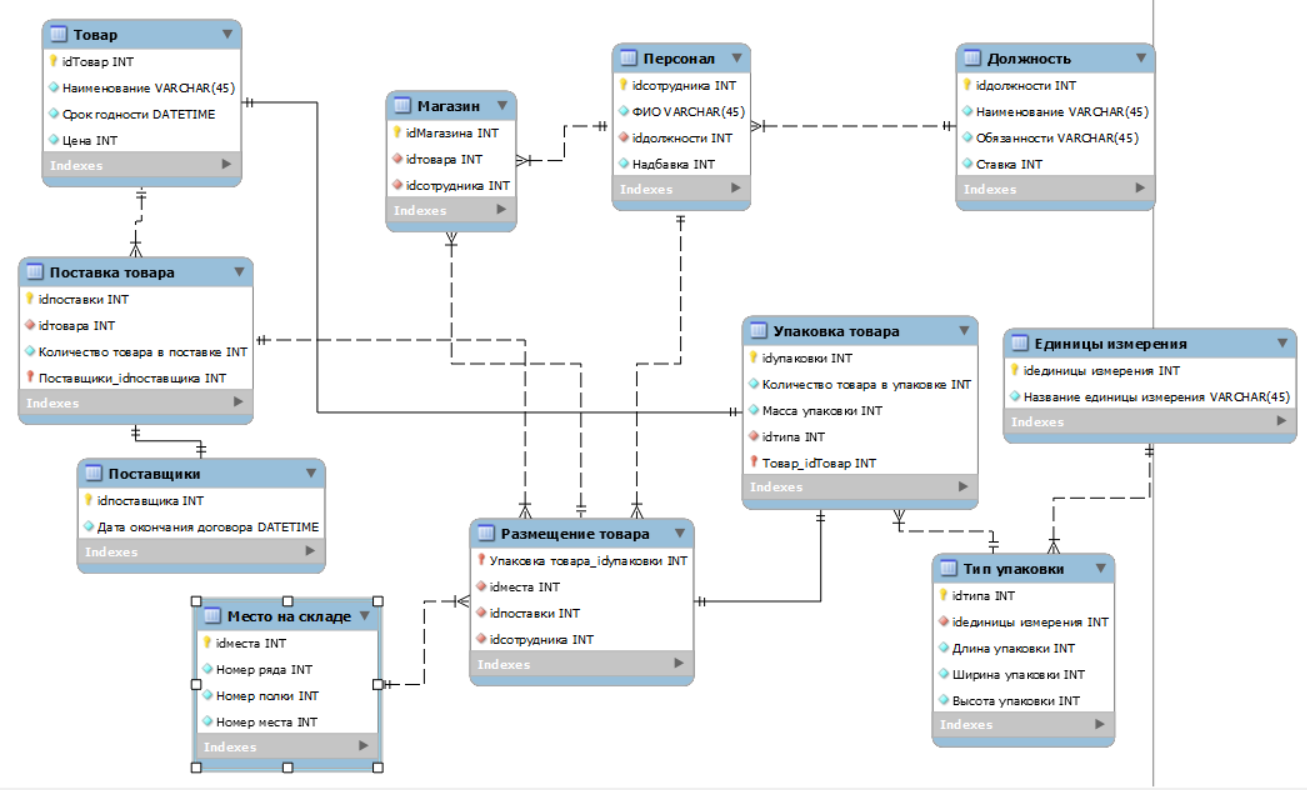 Товар
idТовар INT
Наименование VARCHAR(45)
Срок годности DATETIME
Цена INT
Indexes
Магазин
idМагазина INT
idтовара INT
idсотрудника INT
Indexes
Персонал
idсотрудника INT
ФИО VARCHAR(45)
idдолжности INT
Надбавка INT
Indexes
Должность
idдолжности INT
Наименование VARCHAR(45)
Обязанности VARCHAR(45)
Ставка INT
Indexes
Поставка товара
idпоставки INT
idтовара INT
Количество товара в поставке INT
Поставщики_idпоставщика INT
Indexes
Упаковка товара
idупаковки INT
Количество товара в упаковке INT
Масса упаковки INT
idтипа INT
Товар_idТовар INT
Indexes
Единицы измерения
idединицы измерения INT
Название единицы измерения VARCHAR(45)
Indexes
Поставщики
idпоставщика INT
Дата окончания договора DATETIME
Indexes
Размещение товара
Упаковка товара_idупаковки INT
idместа INT
idпоставки INT
idсотрудника INT
Indexes
Тип упаковки
idтипа INT
idединицы измерения INT
Длина упаковки INT
Ширина упаковки INT
Высота упаковки INT
Indexes
Место на складе
idместа INT
Номер ряда INT
Номер полки INT
Номер места INT
Indexes